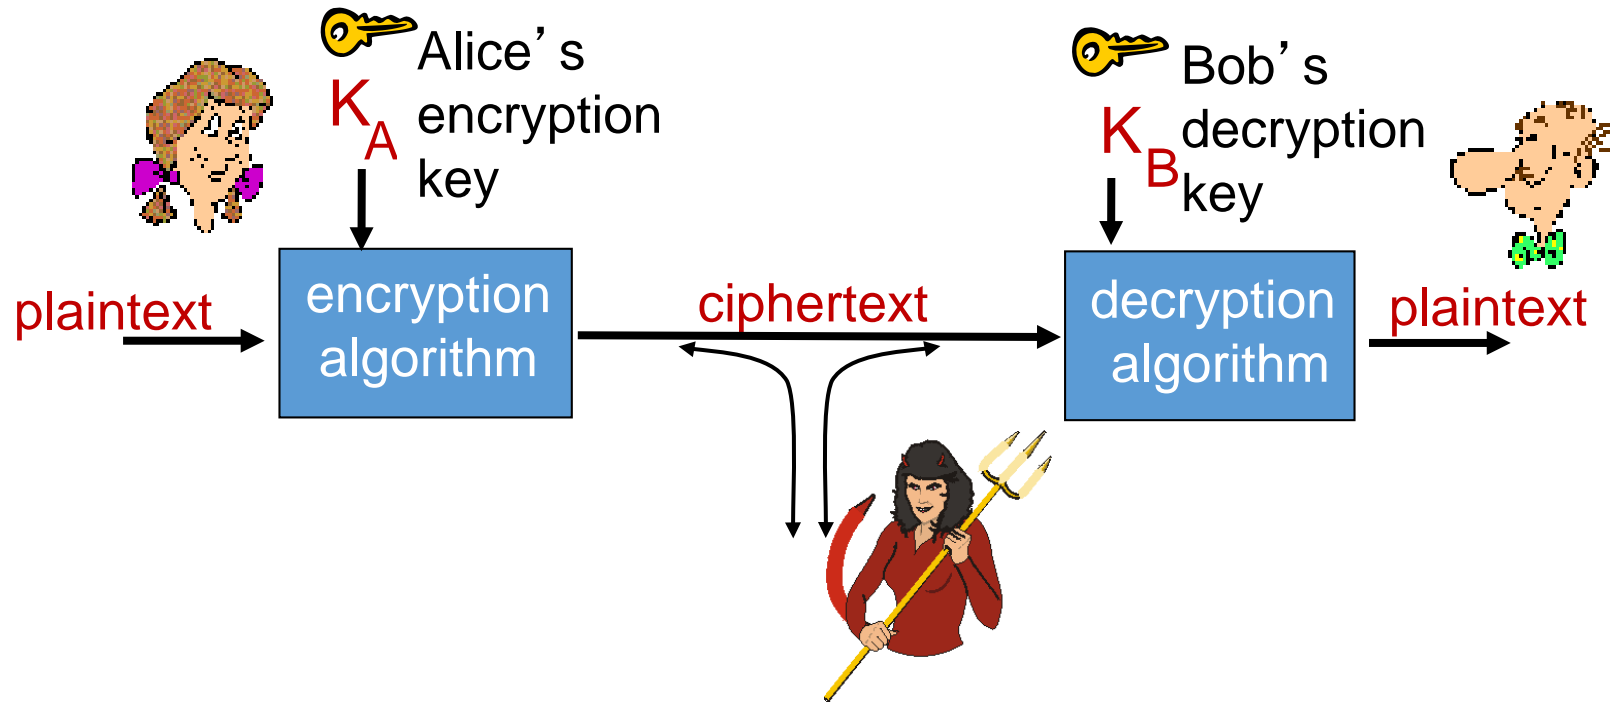 Alice’s
encryption
key
K
A
Bob’s
decryption
key
K
B
plaintext
encryption
algorithm
ciphertext
decryption
algorithm
plaintext